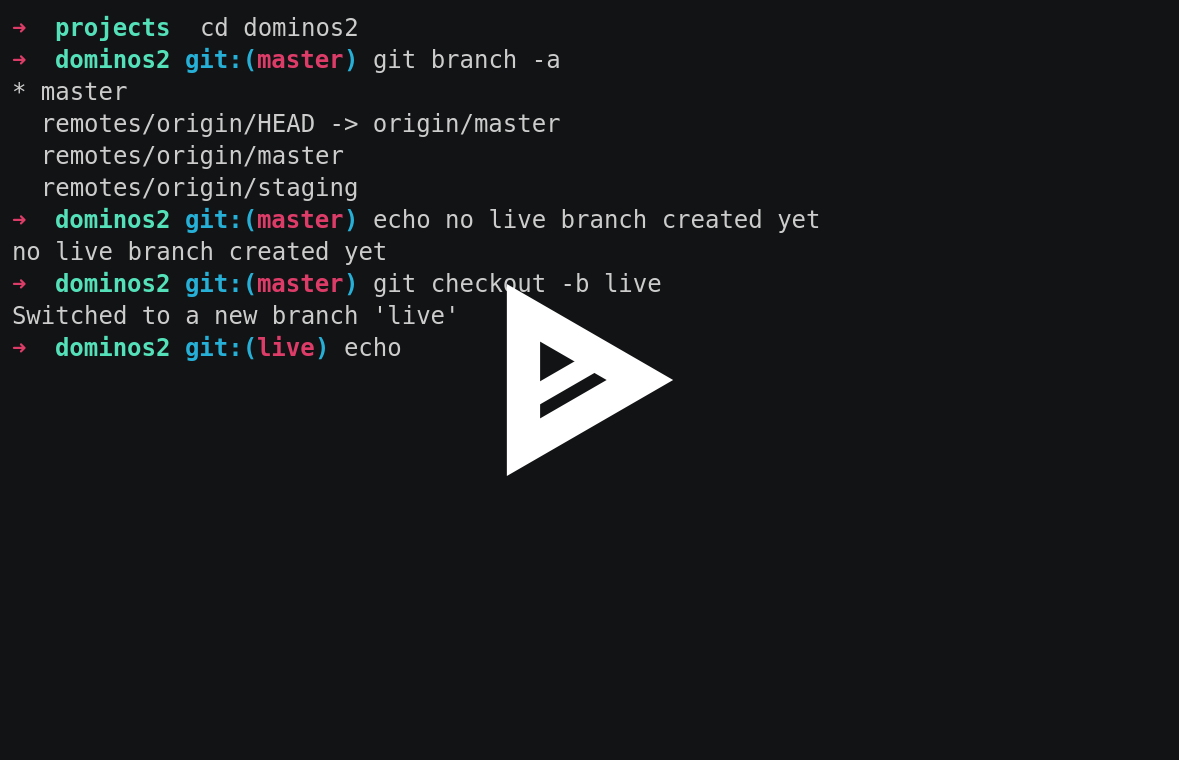 ➜  projects  cd dominos2
➜  dominos2 git:(master) git branch -a
* master
  remotes/origin/HEAD -> origin/master
  remotes/origin/master
  remotes/origin/staging
➜  dominos2 git:(master) echo no live branch created yet
no live branch created yet
➜  dominos2 git:(master) git checkout -b live
Switched to a new branch 'live'
➜  dominos2 git:(live) echo